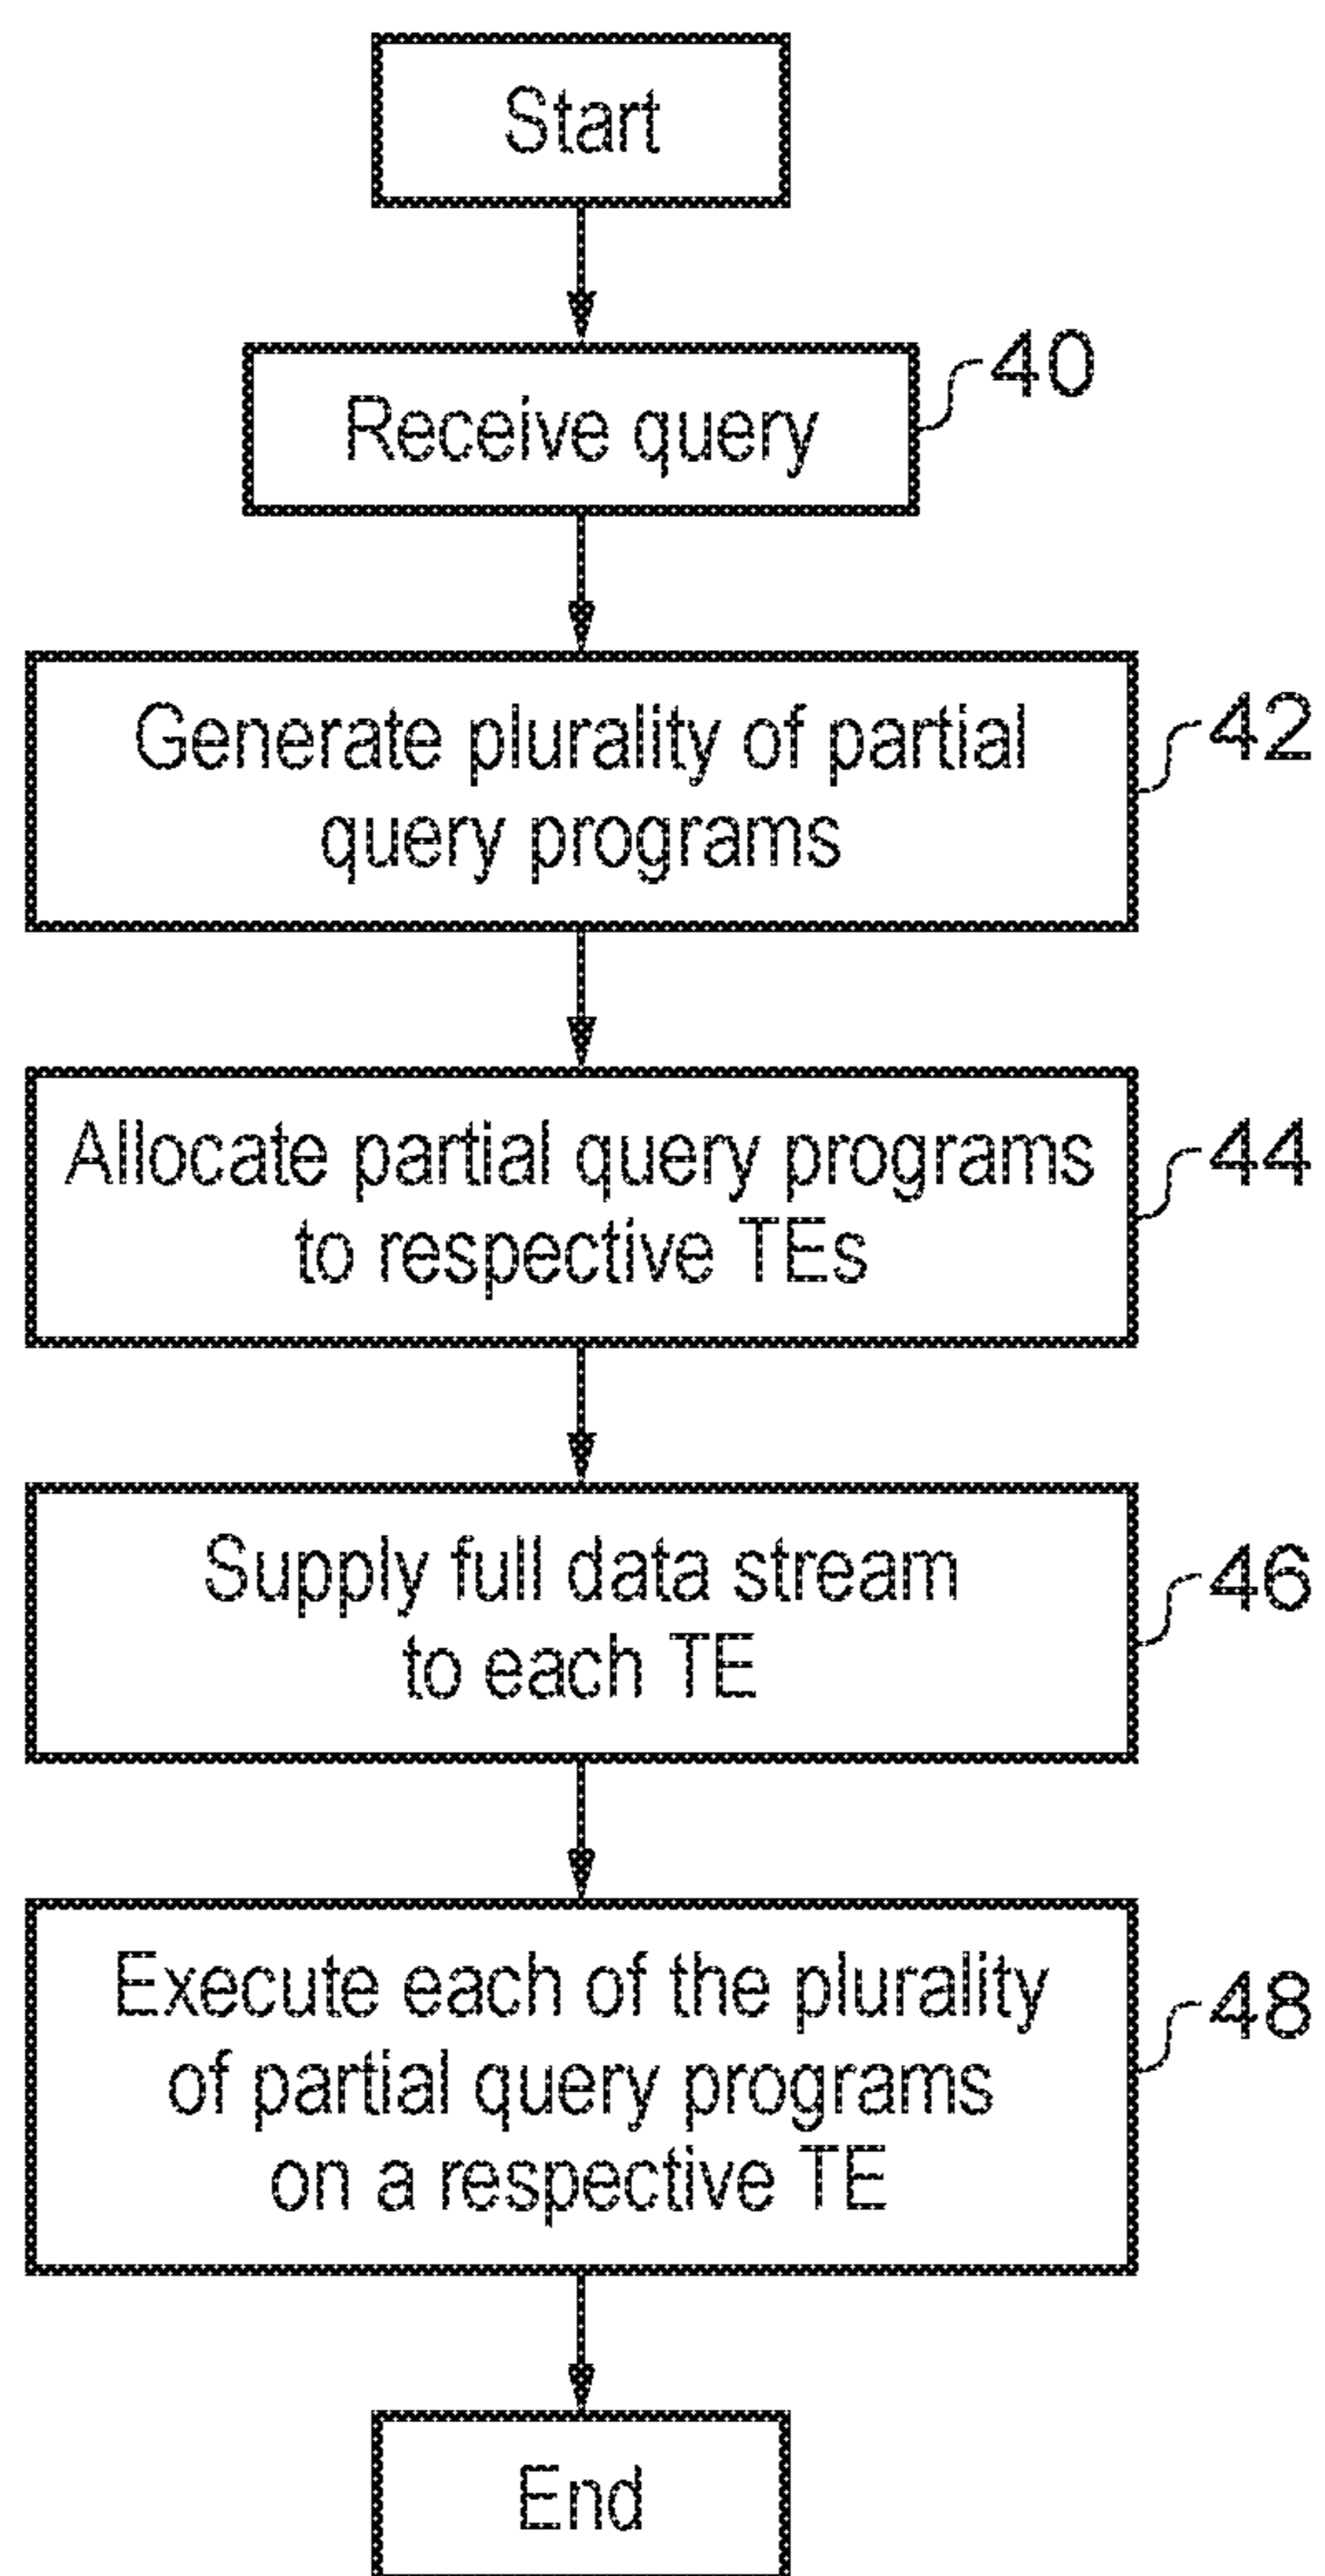 Start
Receive query
40
Generate plurality of partial
query programs
42
Allocate partial query programs
to respective TEs
44
Supply full data stream
to each TE
46
Execute each of the plurality
of partial query programs
on a respective TE
48
End